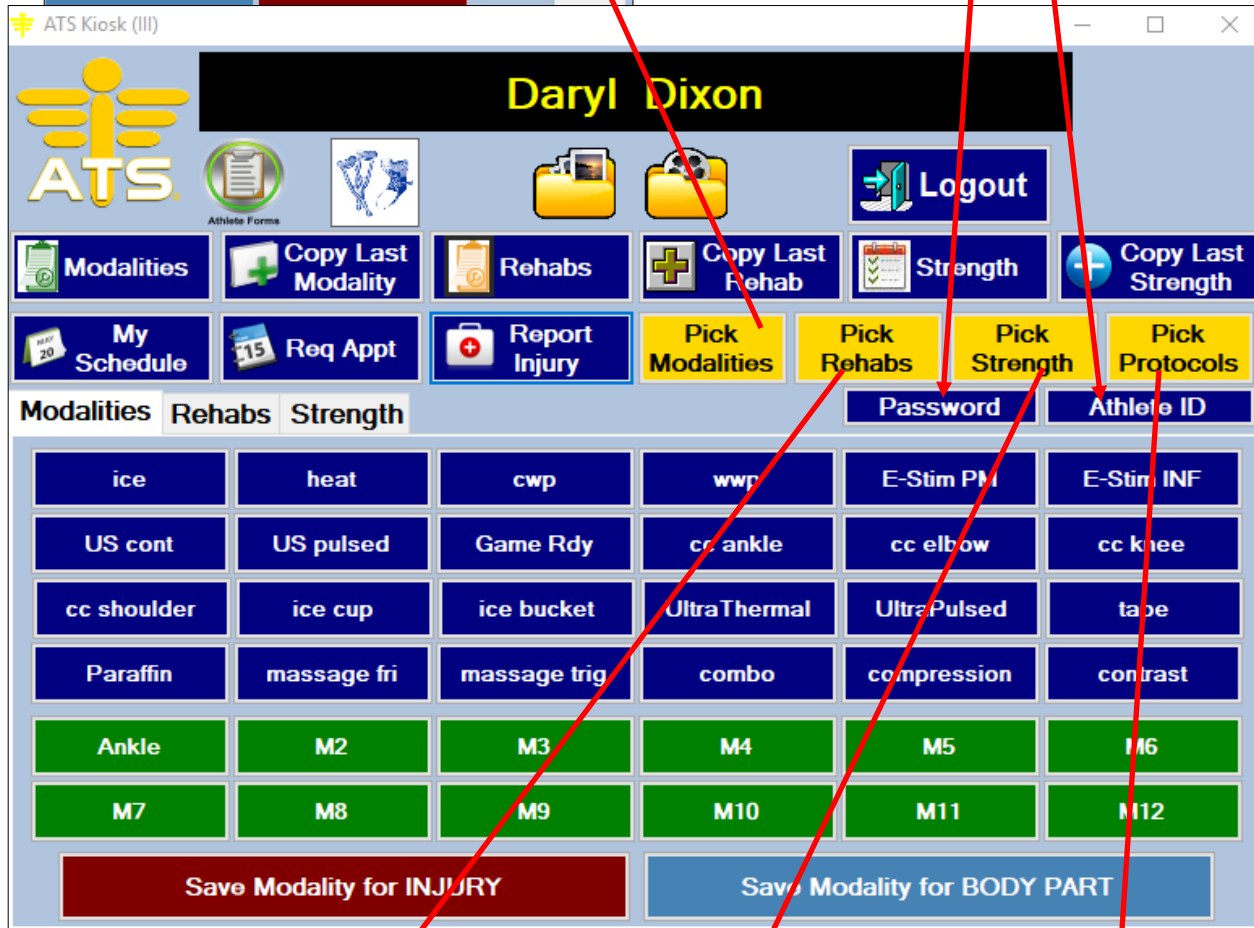 ATS Kiosk (III)
Daryl Dixon
ATS
Athlete Forms
Logout
Modalities
Copy Last
Modality
Rehabs
Copy Last
Rehab
Strength
Copy Last
Strength
MAY
20
My
Schedule
15
Req Appt
Report
Injury
Pick
Modalities
Pick
Rehabs
Pick
Strength
Pick
Protocols
Modalities Rehabs Strength
Password
Athlete ID
ice heat cwp wwp E-Stim PM E-Stim INF
US cont US pulsed Game Rdy cc ankle cc elbow cc knee
cc shoulder ice cup ice bucket UltraThermal UltraPulsed tape
Paraffin massage fri massage trig combo compression contrast
Ankle M2 M3 M4 M5 M6
M7 M8 M9 M10 M11 M12
Save Modality for INJURY Save Modality for BODY PART